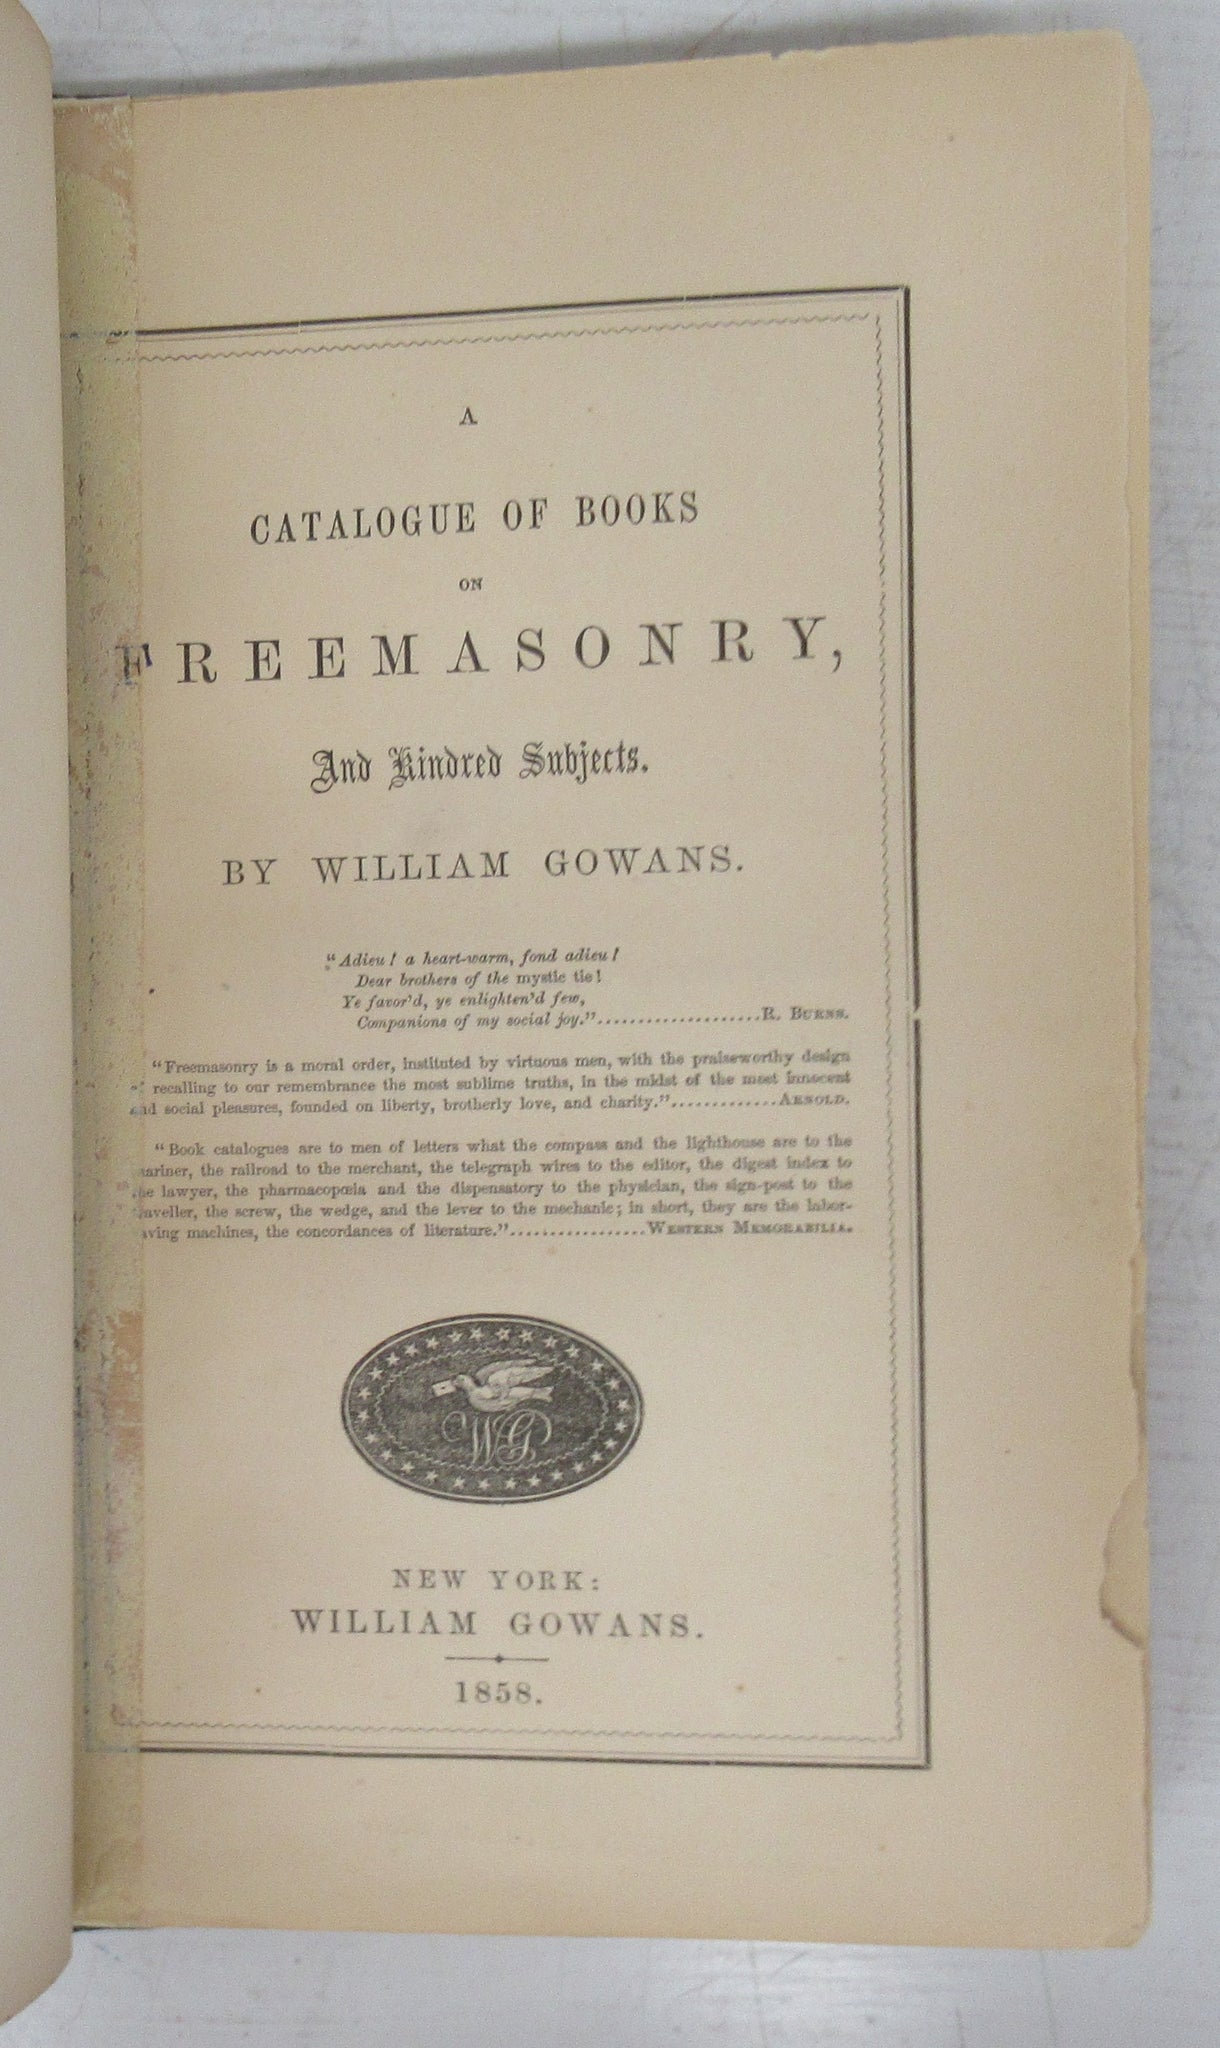 A
CATALOGUE OF BOOKS
ON
FREEMASONRY,
And Kindred Subjects.
BY WILLIAM GOWANS.
"Adieu! a heart-warm, fond adieu!
Dear brothers of the mystic tie!
Ye favor'd, ye enlighten'd few,
Companions of my social joy."....................R. BURNS.
"Freemasonry is a moral order, instituted by virtuous men, with the praiseworthy design
of recalling to our remembrance the most sublime truths, in the midst of the most innocent
and social pleasures, founded on liberty, brotherly love, and charity.".............ARNOLD.
"Book catalogues are to men of letters what the compass and the lighthouse are to the
mariner, the railroad to the merchant, the telegraph wires to the editor, the digest index to
the lawyer, the pharmacopœia and the dispensatory to the physician, the sign-post to the
traveller, the screw, the wedge, and the lever to the mechanic; in short, they are the labor-
aving machines, the concordances of literature.".................WESTERN MEMORABILIA.
WG
NEW YORK:
WILLIAM GOWANS.
1858.